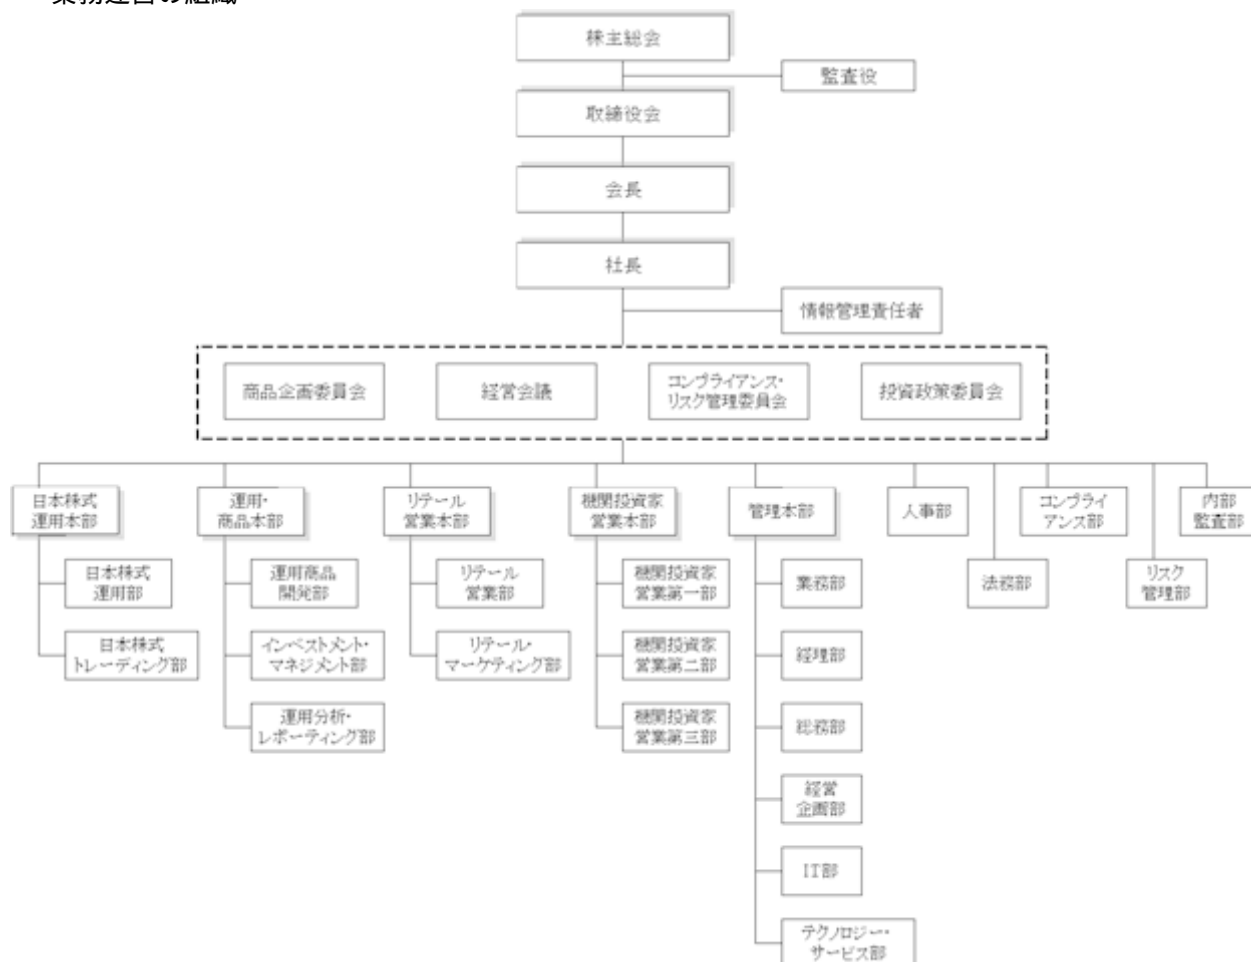 業務運営の組織
株主総会
監査役
取締役会
会長
社長
情報管理責任者
商品企画委員会
経営会議
コンプライアンス・
リスク管理委員会
投資政策委員会
日本株式
運用本部
運用・
商品本部
リテール
営業本部
機関投資家
営業本部
管理本部
人事部
コンプライ
アンス部
内部
監査部
日本株式
運用部
運用商品
開発部
リテール
営業部
機関投資家
営業第一部
業務部
法務部
リスク
管理部
日本株式
トレーディング部
インベストメント・
マネジメント部
リテール・
マーケティング部
機関投資家
営業第二部
経理部
運用分析・
レポーティング部
機関投資家
営業第三部
総務部
経営
企画部
IT部
テクノロジー・
サービス部